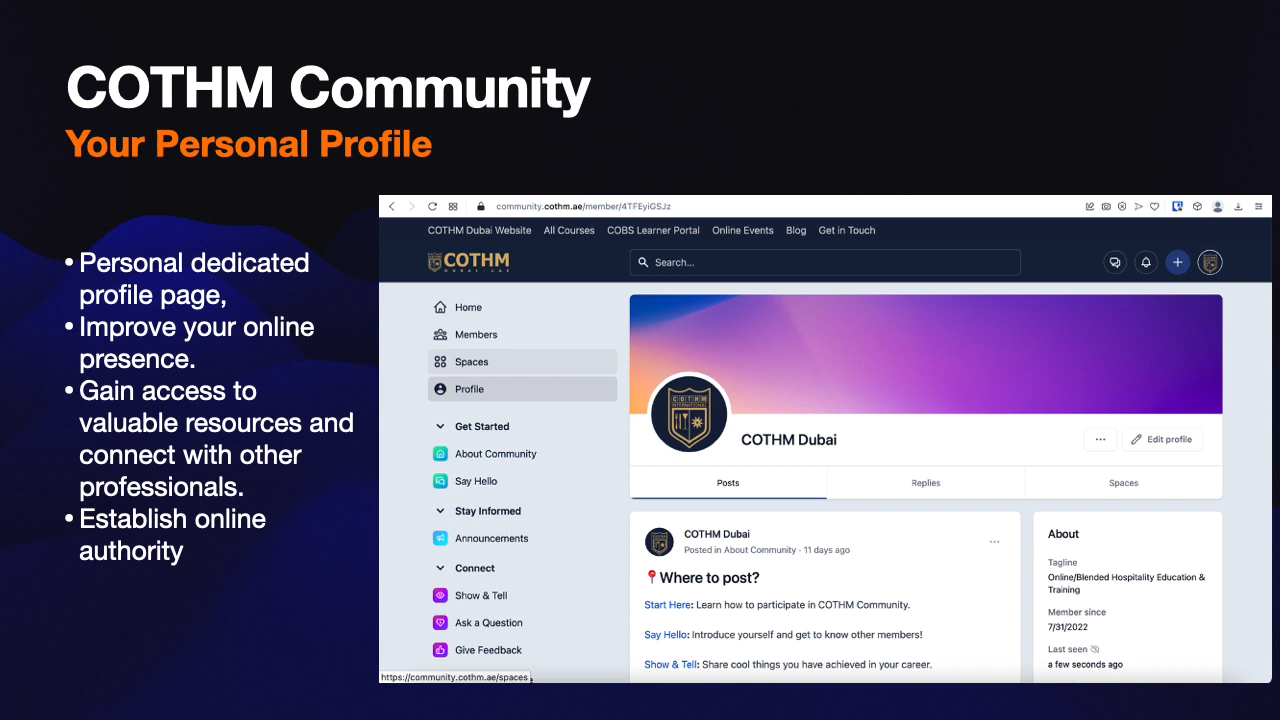 COTHM Community
Your Personal Profile
• Personal dedicated
profile page,
• Improve your online
presence.
• Gain access to
valuable resources and
connect with other
professionals.
• Establish online
authority
community.cothm.ae/member/4TFEyiGSJz
COTHM Dubai Website All Courses COBS Learner Portal Online Events Blog Get in Touch
COTHM
DUBAI - UAE
Search...
Home
Members
Spaces
Profile
Get Started
About Community
Say Hello
Stay Informed
Announcements
Connect
Show & Tell
Ask a Question
Give Feedback
COTHM
INTERNATIONAL
COTHM Dubai
... Edit profile
Posts Replies Spaces
COTHM Dubai
Posted in About Community · 11 days ago
...
📍Where to post?
Start Here: Learn how to participate in COTHM Community.
Say Hello: Introduce yourself and get to know other members!
Show & Tell: Share cool things you have achieved in your career.
About
Tagline
Online/Blended Hospitality Education &
Training
Member since
7/31/2022
Last seen
a few seconds ago
https://community.cothm.ae/spaces